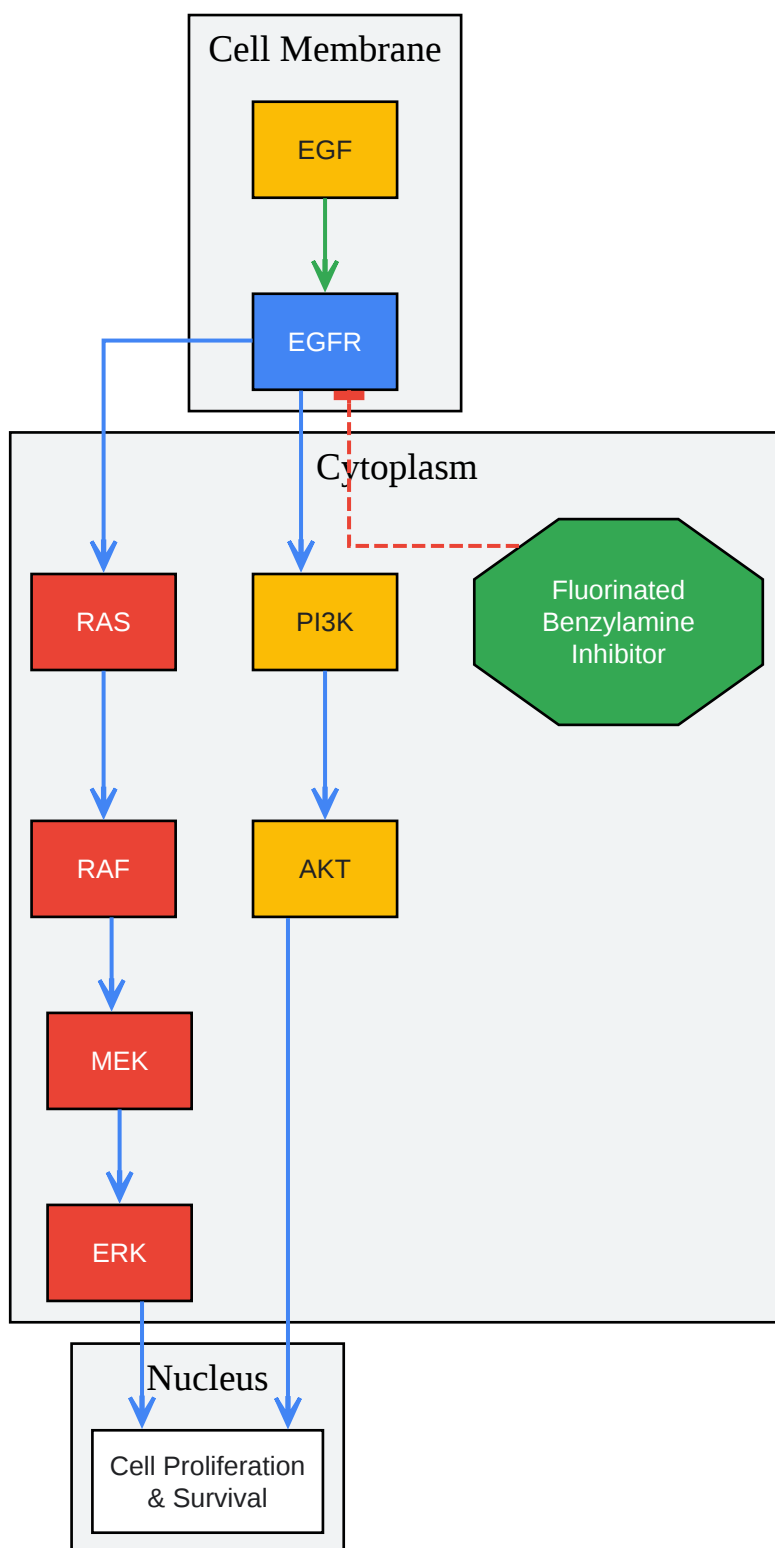 Cell Membrane
EGF
EGFR
Cytoplasm
RAS
PI3K
Fluorinated
Benzylamine
Inhibitor
RAF
AKT
MEK
ERK
Nucleus
Cell Proliferation
& Survival